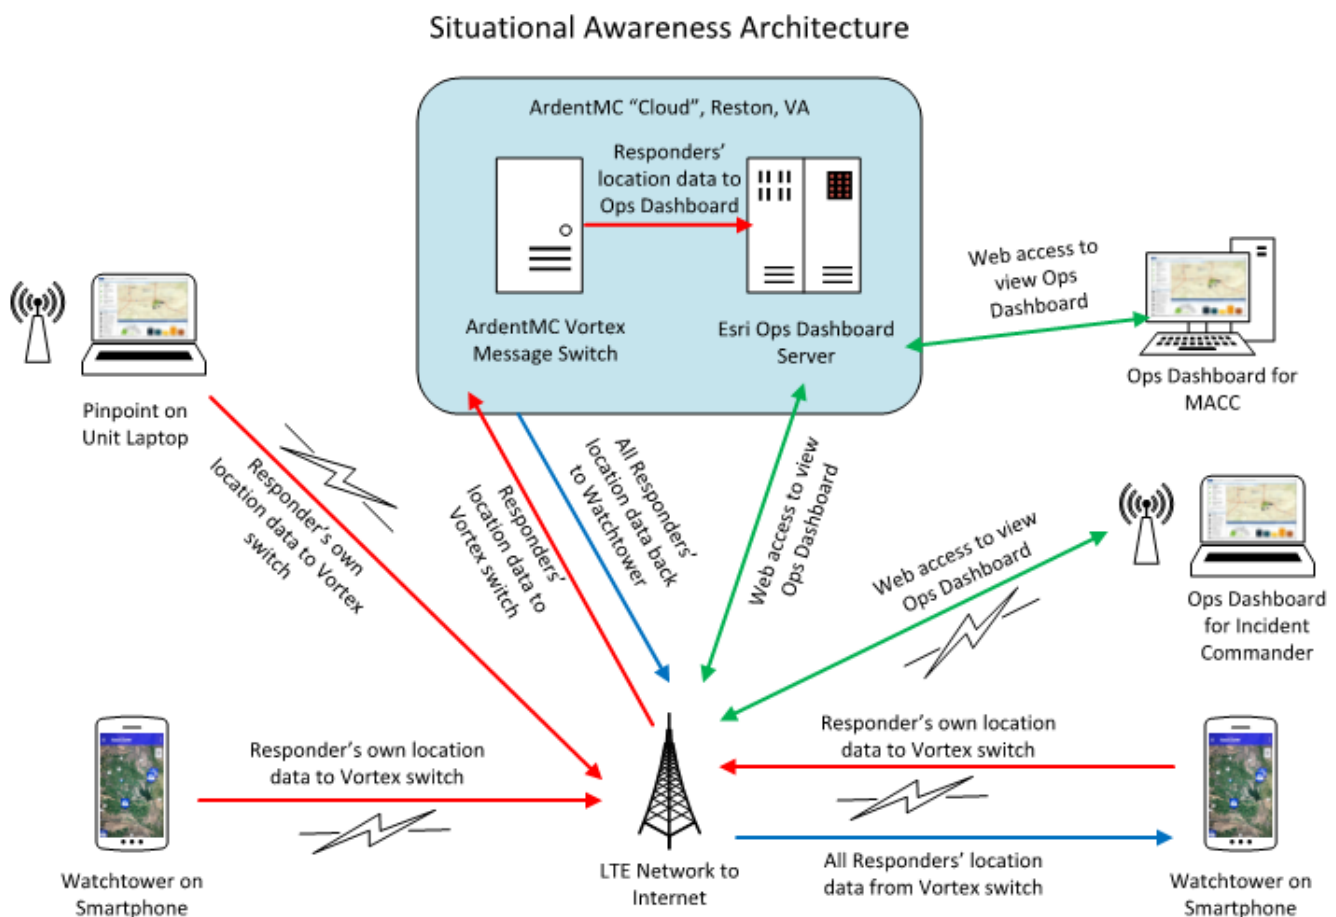 Situational Awareness Architecture
ArdentMC “Cloud”, Reston, VA
Responders’
location data to
Ops Dashboard
ArdentMC Vortex
Message Switch
Esri Ops Dashboard
Server
Web access to
view Ops
Dashboard
Ops Dashboard for
MACC
Pinpoint on
Unit Laptop
Responder’s own
location data to Vortex
switch
Responders’
location data to
Vortex switch
All Responders’
location data back
to Watchtower
Web access to view
Ops Dashboard
Web access to view
Ops Dashboard
Ops Dashboard
for Incident
Commander
Watchtower on
Smartphone
Responder’s own location
data to Vortex switch
LTE Network to
Internet
Responder’s own location
data to Vortex switch
All Responders’ location
data from Vortex switch
Watchtower on
Smartphone